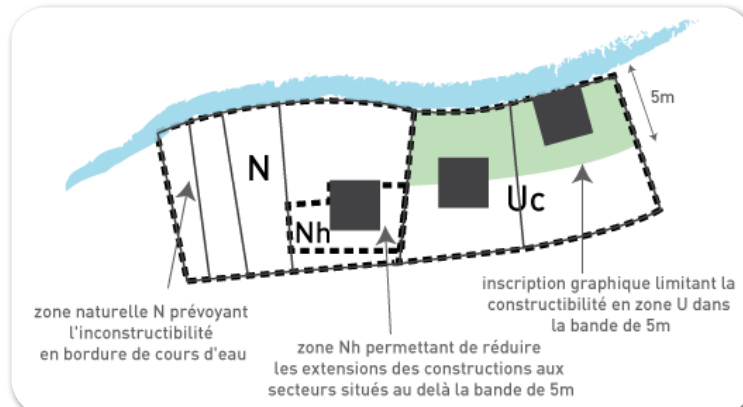 5m
N
Uc
Nh
inscription graphique limitant la
constructibilité en zone U dans
la bande de 5m
zone naturelle N prévoyant
l'inconstructibilité
en bordure de cours d'eau
zone Nh permettant de réduire
les extensions des constructions aux
secteurs situés au delà la bande de 5m